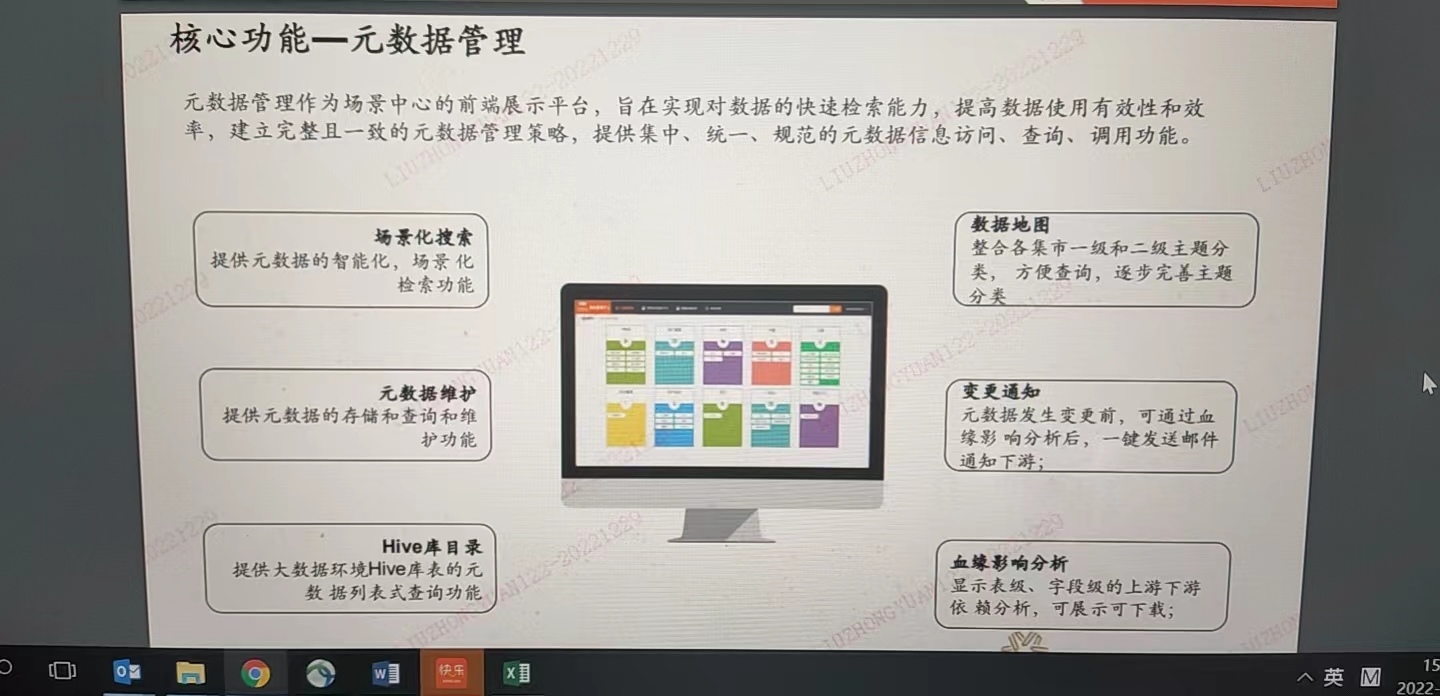 核心功能—元数据管理
元数据管理作为场景中心的前端展示平台，旨在实现对数据的快速检索能力，提高数据使用有效性和效
率，建立完整且一致的元数据管理策略，提供集中、统一、规范的元数据信息访问、查询、调用功能。
场景化搜索
提供元数据的智能化，场景 化
检索功能
元数据维护
提供元数据的存储和查询和维
护功能
Hive库目录
提供大数据环境Hive库表的元
数 据列表式查询功能
数据地图
整合各集市一级和二级主题分
类， 方便查询，逐步完善主题
分类
变更通知
元数据发生变更前，可通过血
缘影 响分析后，一键发送邮件
通知下游；
血缘影响分析
显示表级、字段级的上游下游
依 赖分析，可展示可下载；
LIUZHONGYUAN122-20221229
快乐
英
M
15
2022-